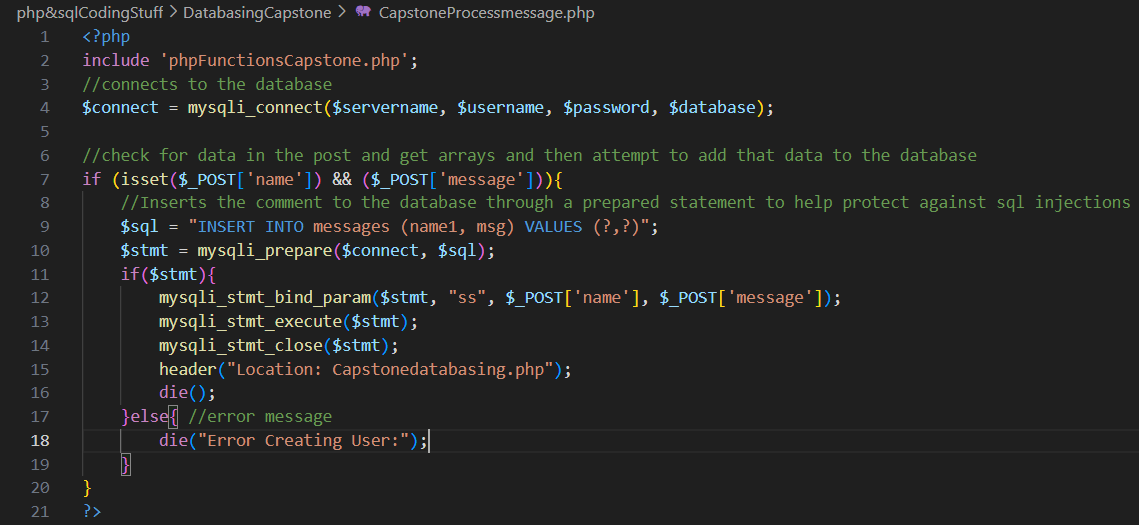 php&sqlCodingStuff > DatabasingCapstone > CapstoneProcessmessage.php
1 <?php
2 include 'phpFunctionsCapstone.php';
3 //connects to the database
4 $connect = mysqli_connect($servername, $username, $password, $database);
5
6 //check for data in the post and get arrays and then attempt to add that data to the database
7 if (isset($_POST['name']) && ($_POST['message'])){
8 //Inserts the comment to the database through a prepared statement to help protect against sql injections
9 $sql = "INSERT INTO messages (name1, msg) VALUES (?,?)";
10 $stmt = mysqli_prepare($connect, $sql);
11 if($stmt){
12 mysqli_stmt_bind_param($stmt, "ss", $_POST['name'], $_POST['message']);
13 mysqli_stmt_execute($stmt);
14 mysqli_stmt_close($stmt);
15 header("Location: Capstonedatabasing.php");
16 die();
17 }else{ //error message
18 die("Error Creating User:");
19 }
20 }
21 ?>